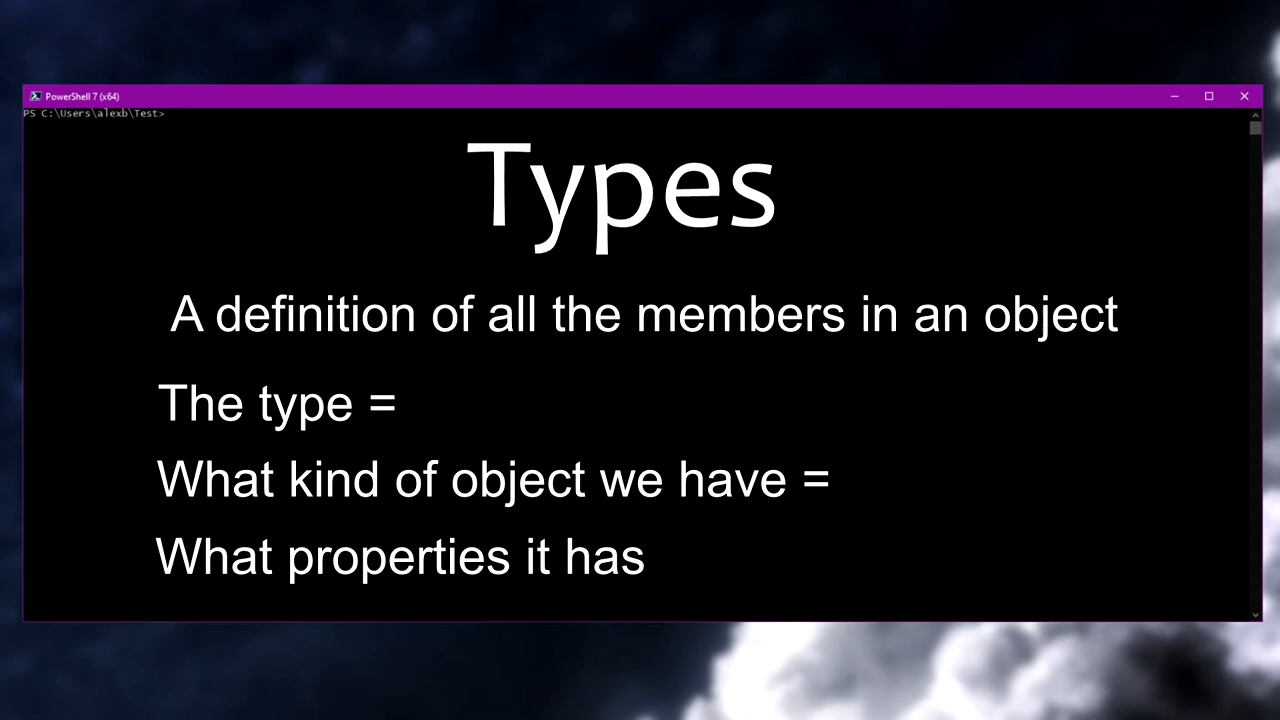 PowerShell 7 (x64)
PS C:\Users\alexb\Test>
Types
A definition of all the members in an object
The type =
What kind of object we have =
What properties it has